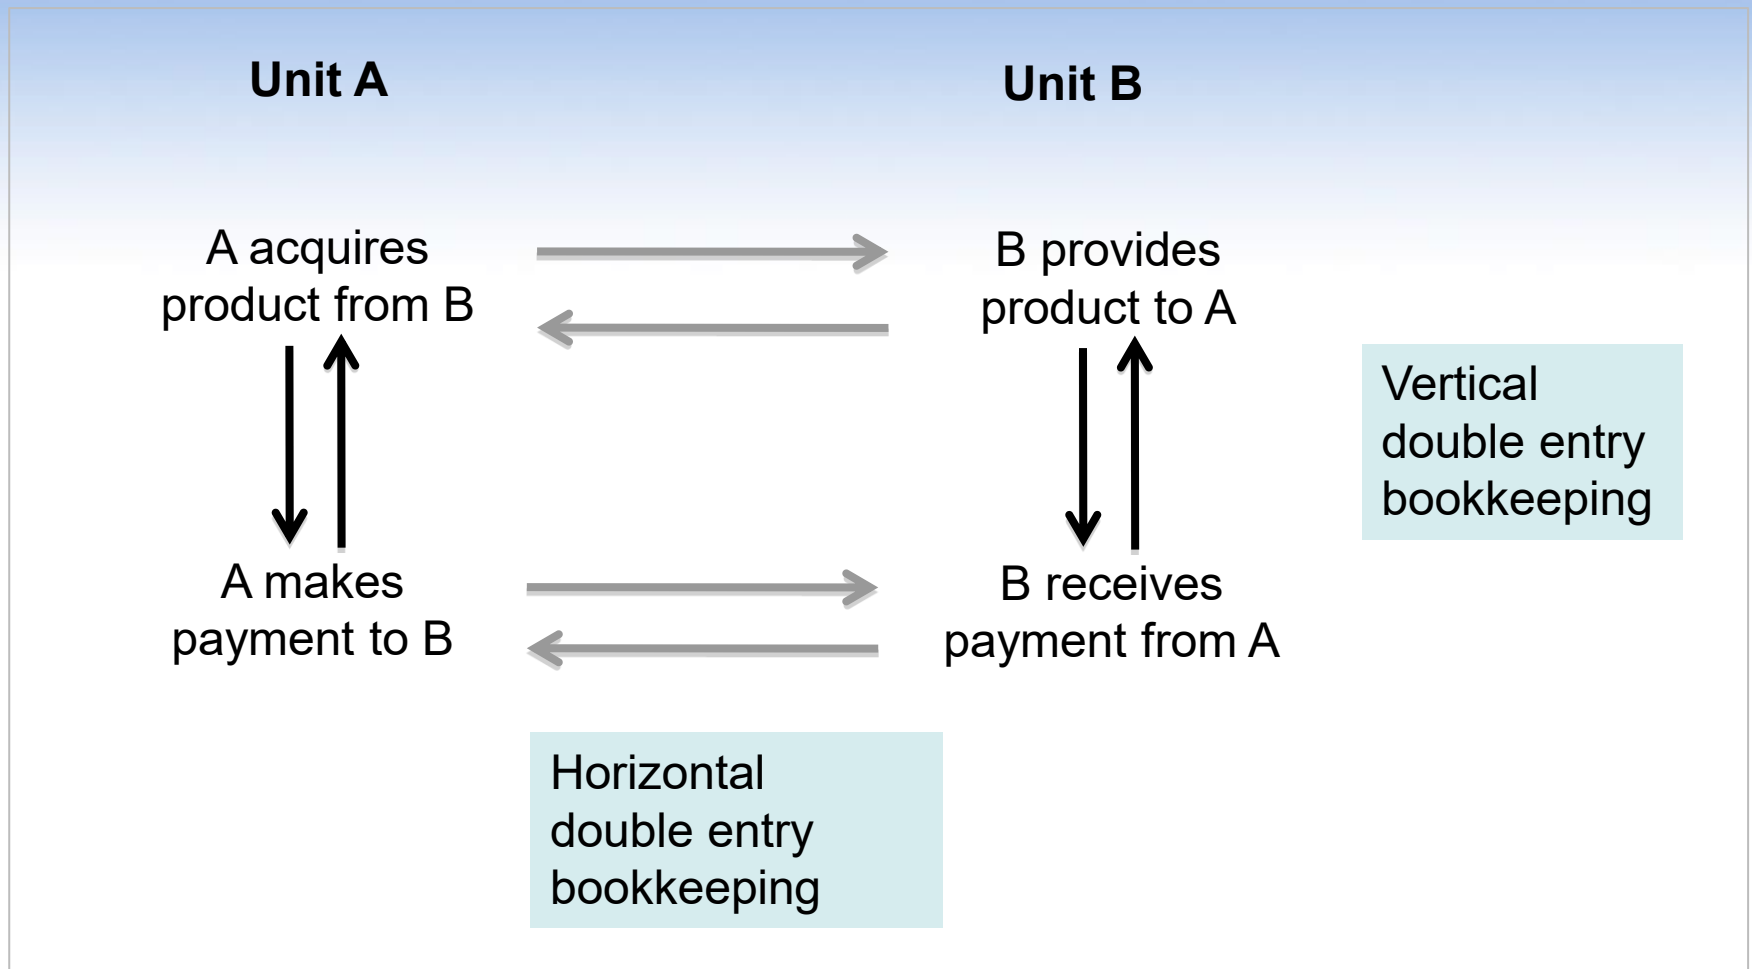 Unit A
Unit B
A acquires
product from B
B provides
product to A
Vertical
double entry
bookkeeping
A makes
payment to B
B receives
payment from A
Horizontal
double entry
bookkeeping